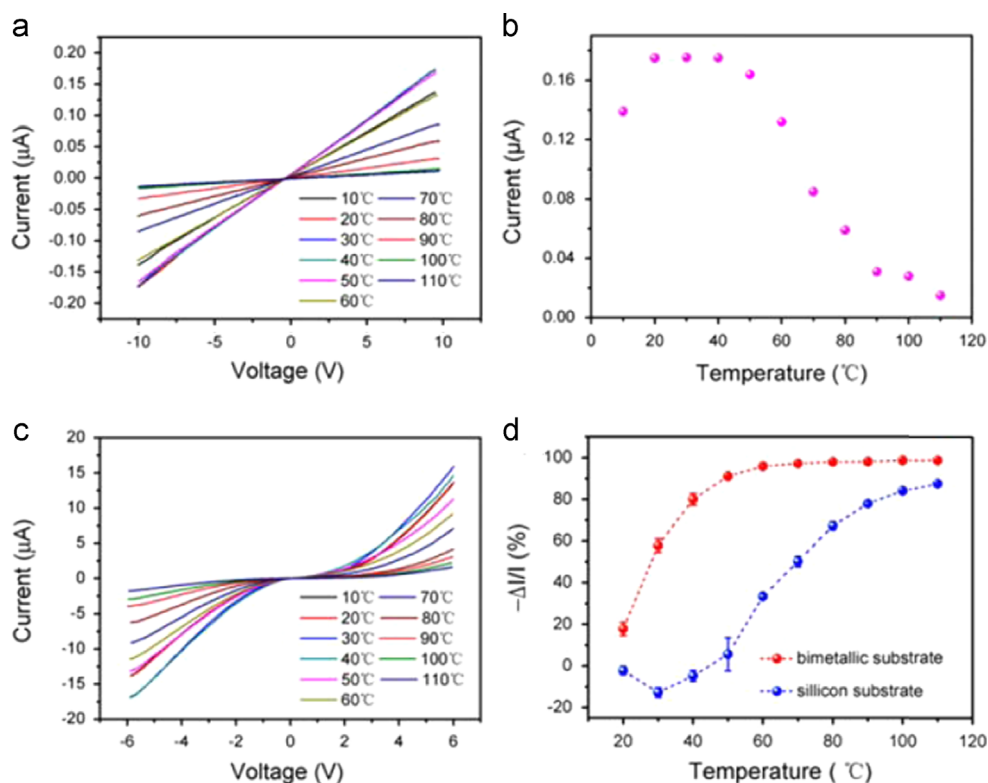 a
0.20
0.15
0.10
0.05
0.00
-0.05
-0.10
-0.15
-0.20
Current (μA)
-10 -5 0 5 10
Voltage (V)
10℃ 70℃
20℃ 80℃
30℃ 90℃
40℃ 100℃
50℃ 110℃
60℃
b
0.16
0.12
0.08
0.04
0.00
Current (μA)
0 20 40 60 80 100 120
Temperature (℃)
c
20
15
10
5
0
-5
-10
-15
-20
Current (μA)
-6 -4 -2 0 2 4 6
Voltage (V)
10℃ 70℃
20℃ 80℃
30℃ 90℃
40℃ 100℃
50℃ 110℃
60℃
d
100
80
60
40
20
0
-20
−ΔI/I (%)
20 40 60 80 100 120
Temperature ( ℃)
bimetallic substrate
sillicon substrate